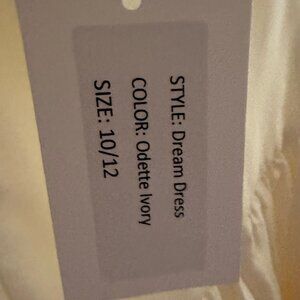 STYLE: Dream Dress
COLOR: Odette Ivory
SIZE: 10/12